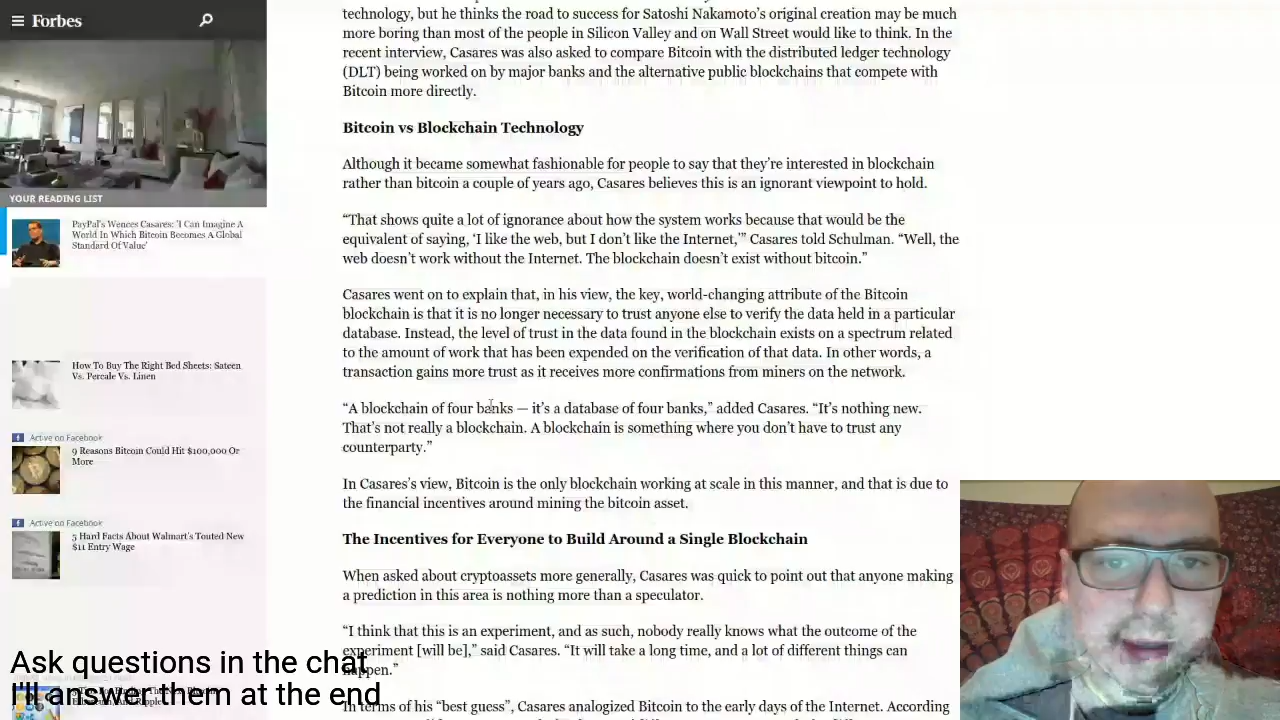 Forbes
YOUR READING LIST
PayPal's Wences Casares: 'I Can Imagine A
World In Which Bitcoin Becomes A Global
Standard Of Value'
How To Buy The Right Bed Sheets: Sateen
Vs. Percale Vs. Linen
Active on Facebook
9 Reasons Bitcoin Could Hit $100,000 Or
More
Active on Facebook
5 Hard Facts About Walmart's Touted New
$11 Entry Wage
technology, but he thinks the road to success for Satoshi Nakamoto’s original creation may be much
more boring than most of the people in Silicon Valley and on Wall Street would like to think. In the
recent interview, Casares was also asked to compare Bitcoin with the distributed ledger technology
(DLT) being worked on by major banks and the alternative public blockchains that compete with
Bitcoin more directly.
Bitcoin vs Blockchain Technology
Although it became somewhat fashionable for people to say that they’re interested in blockchain
rather than bitcoin a couple of years ago, Casares believes this is an ignorant viewpoint to hold.
“That shows quite a lot of ignorance about how the system works because that would be the
equivalent of saying, ‘I like the web, but I don’t like the Internet,’” Casares told Schulman. “Well, the
web doesn’t work without the Internet. The blockchain doesn’t exist without bitcoin.”
Casares went on to explain that, in his view, the key, world-changing attribute of the Bitcoin
blockchain is that it is no longer necessary to trust anyone else to verify the data held in a particular
database. Instead, the level of trust in the data found in the blockchain exists on a spectrum related
to the amount of work that has been expended on the verification of that data. In other words, a
transaction gains more trust as it receives more confirmations from miners on the network.
“A blockchain of four banks — it’s a database of four banks,” added Casares. “It’s nothing new.
That’s not really a blockchain. A blockchain is something where you don’t have to trust any
counterparty.”
In Casares’s view, Bitcoin is the only blockchain working at scale in this manner, and that is due to
the financial incentives around mining the bitcoin asset.
The Incentives for Everyone to Build Around a Single Blockchain
When asked about cryptoassets more generally, Casares was quick to point out that anyone making
a prediction in this area is nothing more than a speculator.
“I think that this is an experiment, and as such, nobody really knows what the outcome of the
experiment [will be],” said Casares. “It will take a long time, and a lot of different things can
happen.”
In terms of his “best guess”, Casares analogized Bitcoin to the early days of the Internet. According
Ask questions in the chat
I'll answer them at the end